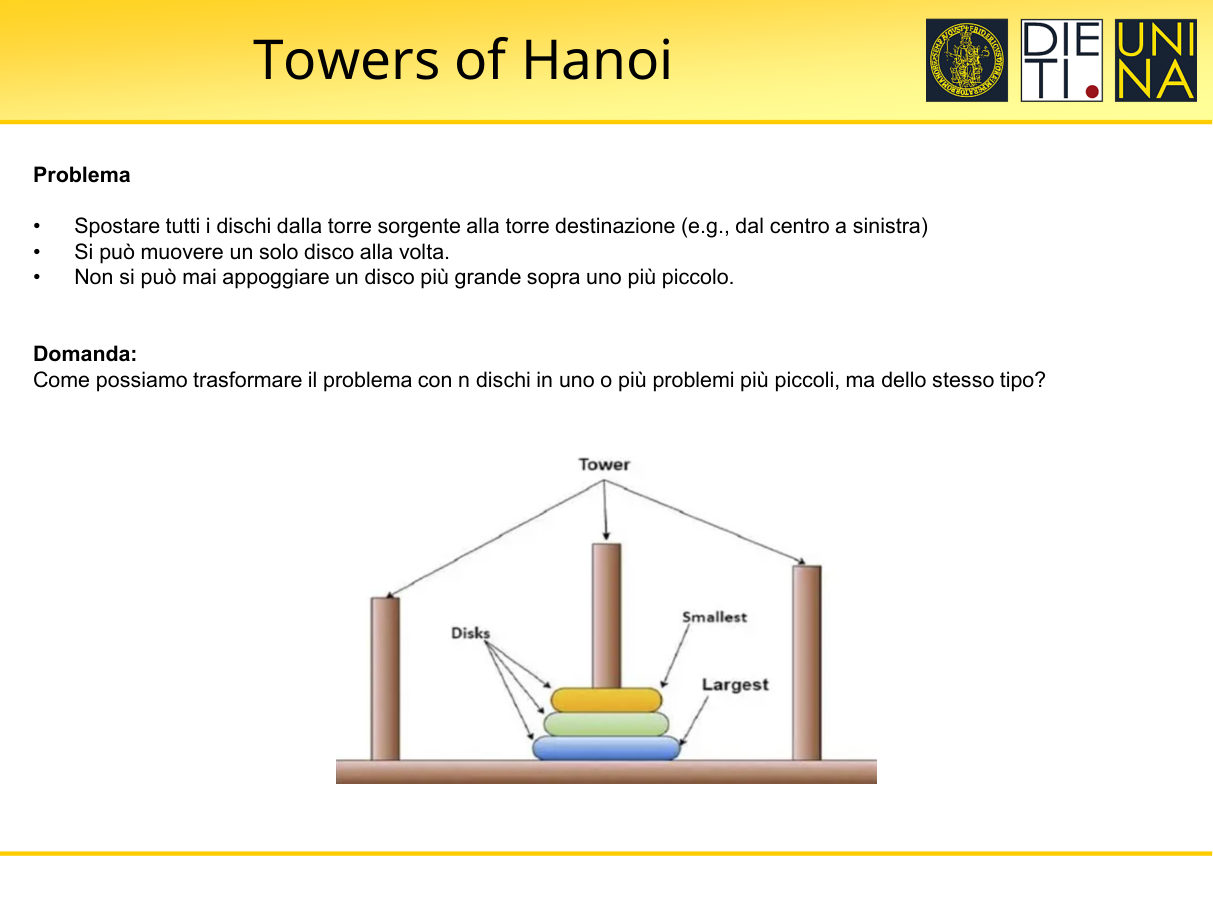 Towers of Hanoi
DIE
TI.
UNI
NA
Problema
• Spostare tutti i dischi dalla torre sorgente alla torre destinazione (e.g., dal centro a sinistra)
• Si può muovere un solo disco alla volta.
• Non si può mai appoggiare un disco più grande sopra uno più piccolo.
Domanda:
Come possiamo trasformare il problema con n dischi in uno o più problemi più piccoli, ma dello stesso tipo?
Tower
Smallest
Disks
Largest